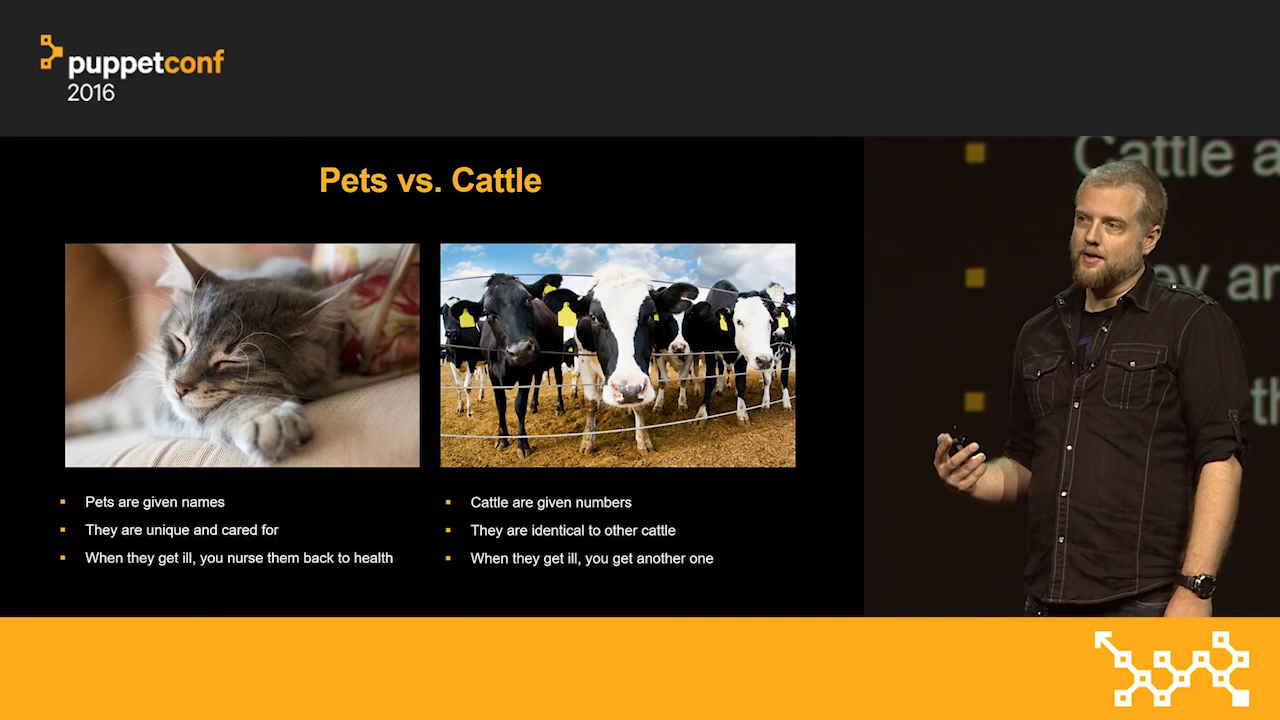 puppetconf
2016
Pets vs. Cattle
Pets are given names
They are unique and cared for
When they get ill, you nurse them back to health
Cattle are given numbers
They are identical to other cattle
When they get ill, you get another one
Cattle a
ey ar
th